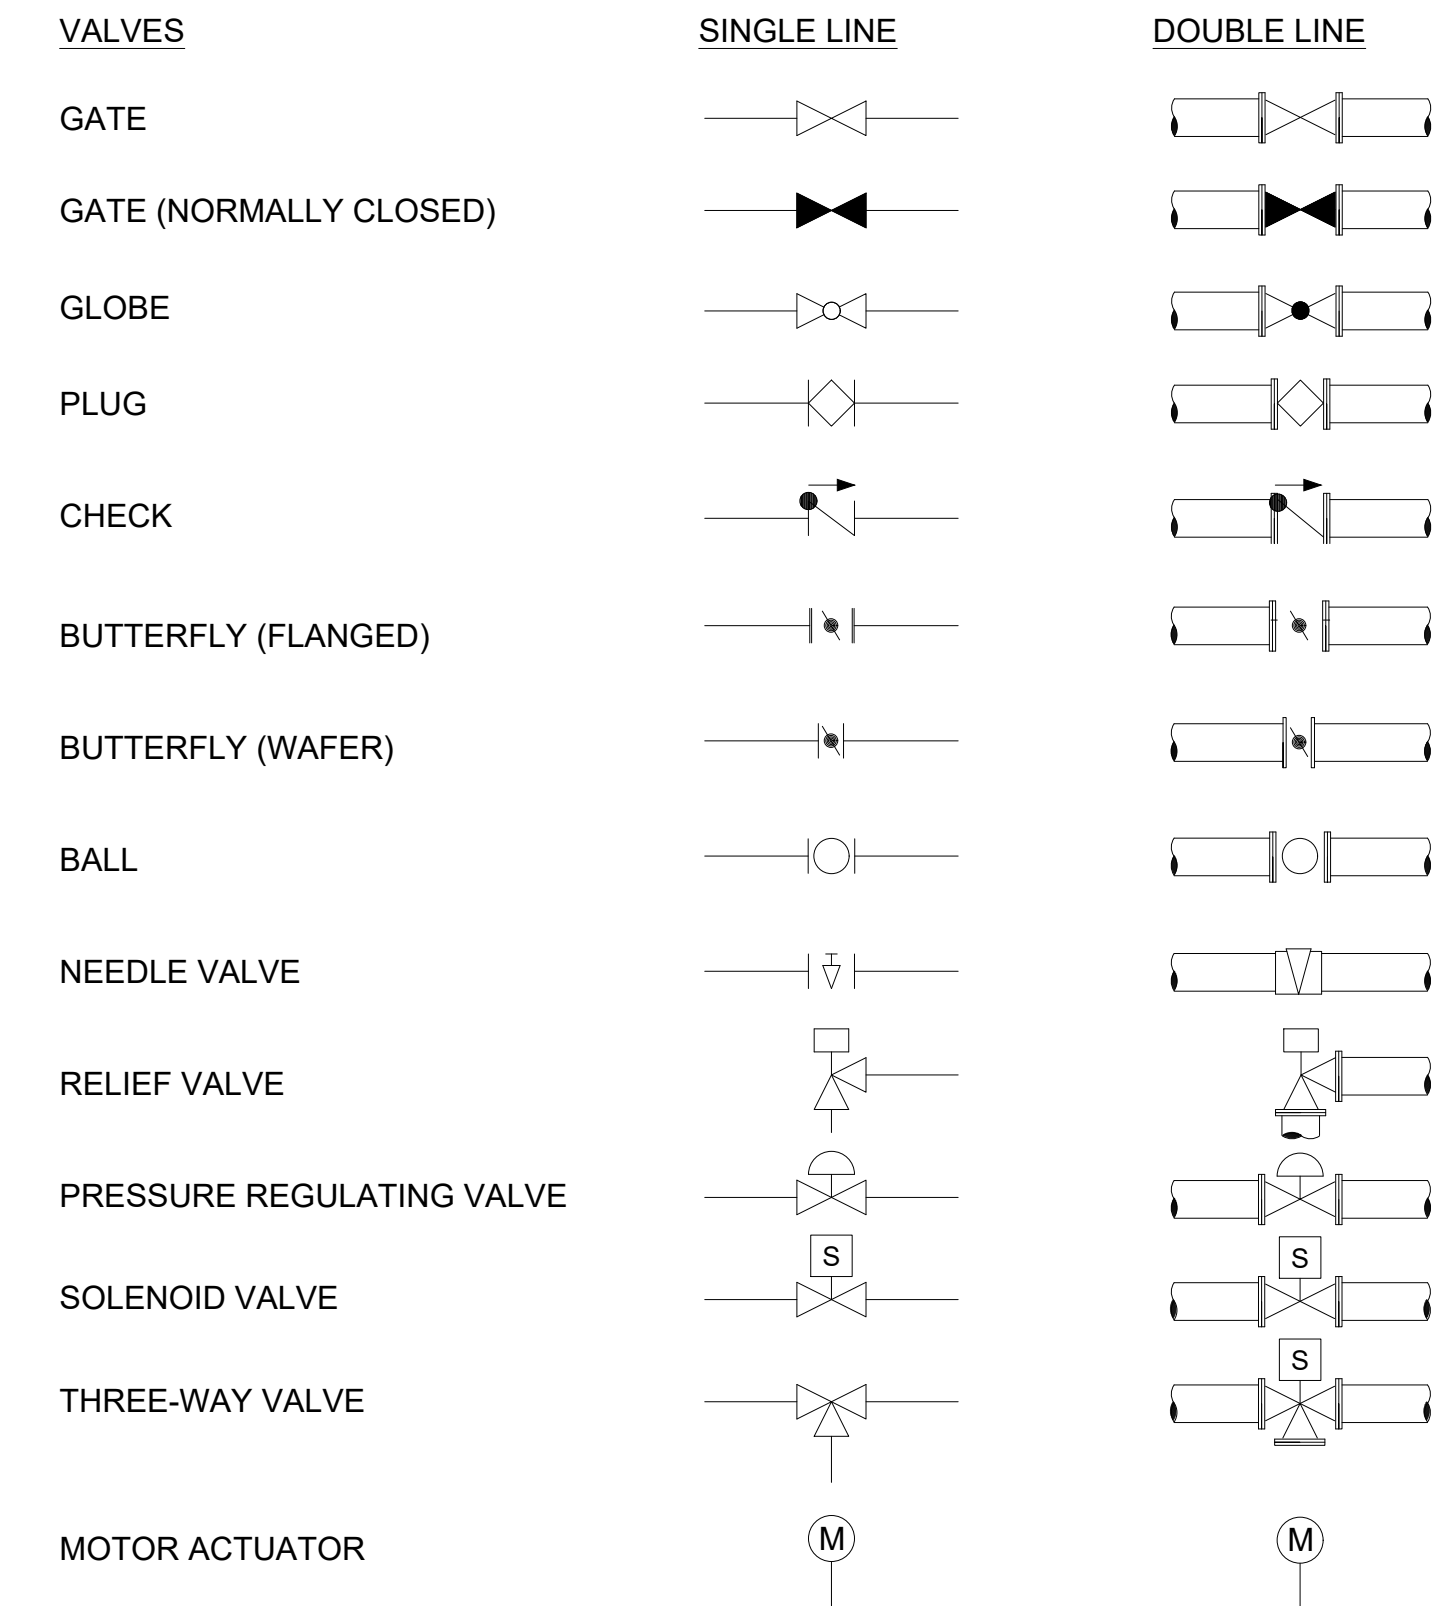 VALVES SINGLE LINE DOUBLE LINE
GATE
GATE (NORMALLY CLOSED)
GLOBE
PLUG
CHECK
BUTTERFLY (FLANGED)
BUTTERFLY (WAFER)
BALL
NEEDLE VALVE
RELIEF VALVE
PRESSURE REGULATING VALVE
S S
SOLENOID VALVE
S
THREE-WAY VALVE
MOTOR ACTUATOR M M